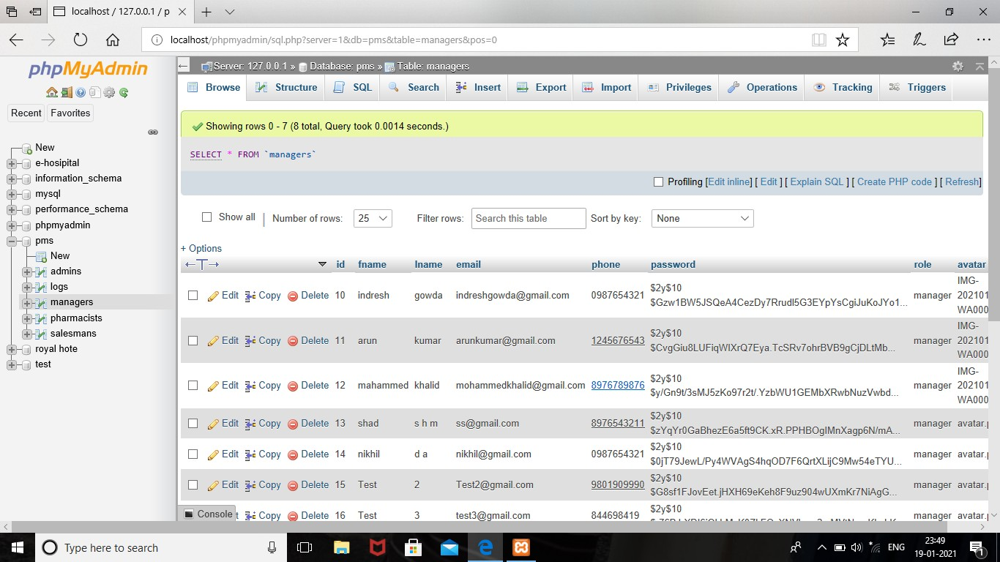 localhost / 127.0.0.1 / p
localhost/phpmyadmin/sql.php?server=1&db=pms&table=managers&pos=0
phpMyAdmin
Recent Favorites
New
e-hosipital
information_schema
mysql
performance_schema
phpmyadmin
pms
New
admins
logs
managers
pharmacists
salesmans
royal hote
test
Server: 127.0.0.1 » Database: pms » Table: managers
Browse Structure SQL Search Insert Export Import Privileges Operations Tracking Triggers
Showing rows 0 - 7 (8 total, Query took 0.0014 seconds.)
SELECT * FROM `managers`
Profiling [Edit inline] [ Edit ] [ Explain SQL ] [ Create PHP code ] [ Refresh]
Show all | Number of rows: 25 Filter rows: Search this table Sort by key: None
+ Options
id fname lname email phone password role avatar
Edit Copy Delete 10 indresh gowda indreshgowda@gmail.com 0987654321 $2y$10 $Gzw1BW5JSQeA4CezDy7Rrudl5G3EYpYsCgiJuKoJYo1... manager IMG- 202101 WA000
Edit Copy Delete 11 arun kumar arunkumar@gmail.com 1245676543 $2y$10 $CvgGiu8LUFiqWIXrQ7Eya.TcSRv7ohrBVB9gCjDLtMb... manager IMG- 202101 WA000
Edit Copy Delete 12 mahammed khalid mohammedkhalid@gmail.com 8976789876 $2y$10 $y/Gn9t/3sMJ5zKo97r2t/.YzbWU1GEMbXRwbNuzVwbd... manager IMG- 202101 WA000
Edit Copy Delete 13 shad s h m ss@gmail.com 8976543211 $2y$10 $zYqYr0GaBhezE6a5ft9CK.xR.PPHBOgIMnXagp6N/mA... manager avatar.p
Edit Copy Delete 14 nikhil d a nikhil@gmail.com 0987654321 $2y$10 $0jT79JewL/Py4WVAgS4hqOD7F6QrtXLijC9Mw54eTYU... manager avatar.p
Edit Copy Delete 15 Test 2 Test2@gmail.com 9801909990 $2y$10 $G8sf1FJovEet.jHXH69eKeh8F9uz904wUXmKr7NiAgG... manager avatar.p
Copy Delete 16 Test 3 test3@gmail.com 844698419 $2y$10 manager avatar.p
Console
Type here to search
ENG
23:49
19-01-2021
1